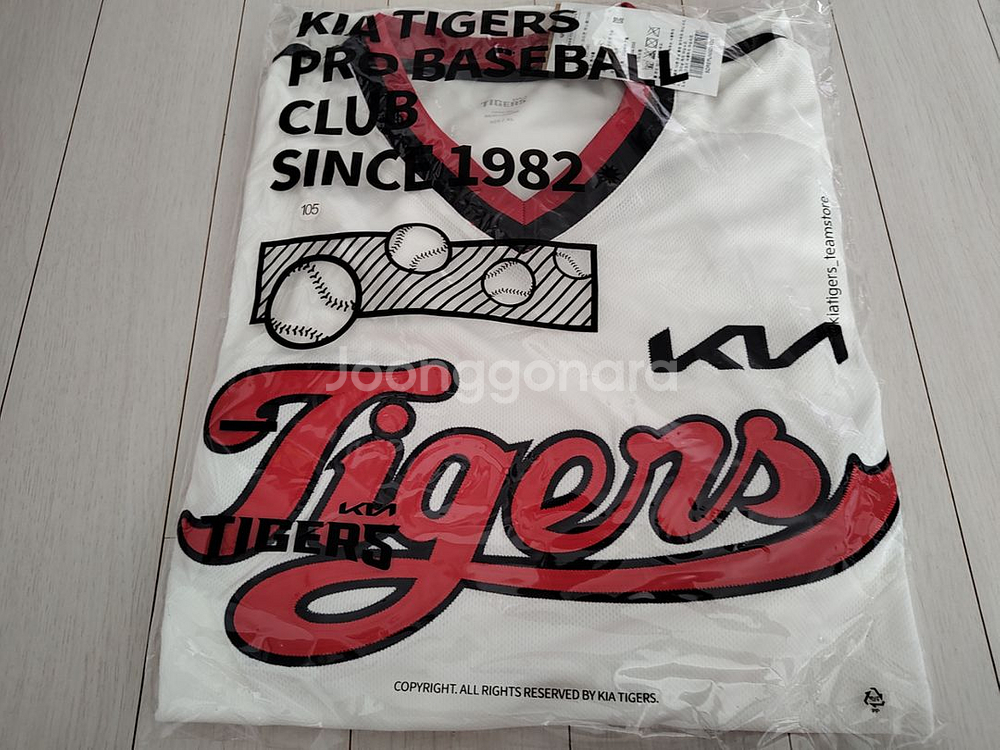 KIA TIGERS
PRO BASEBALL
CLUB
SINCE 1982
TIGERS
105
kiatigers_teamstore
KIA
Joonggonara
Tigers
KIA
TIGERS
COPYRIGHT. ALL RIGHTS RESERVED BY KIA TIGERS.